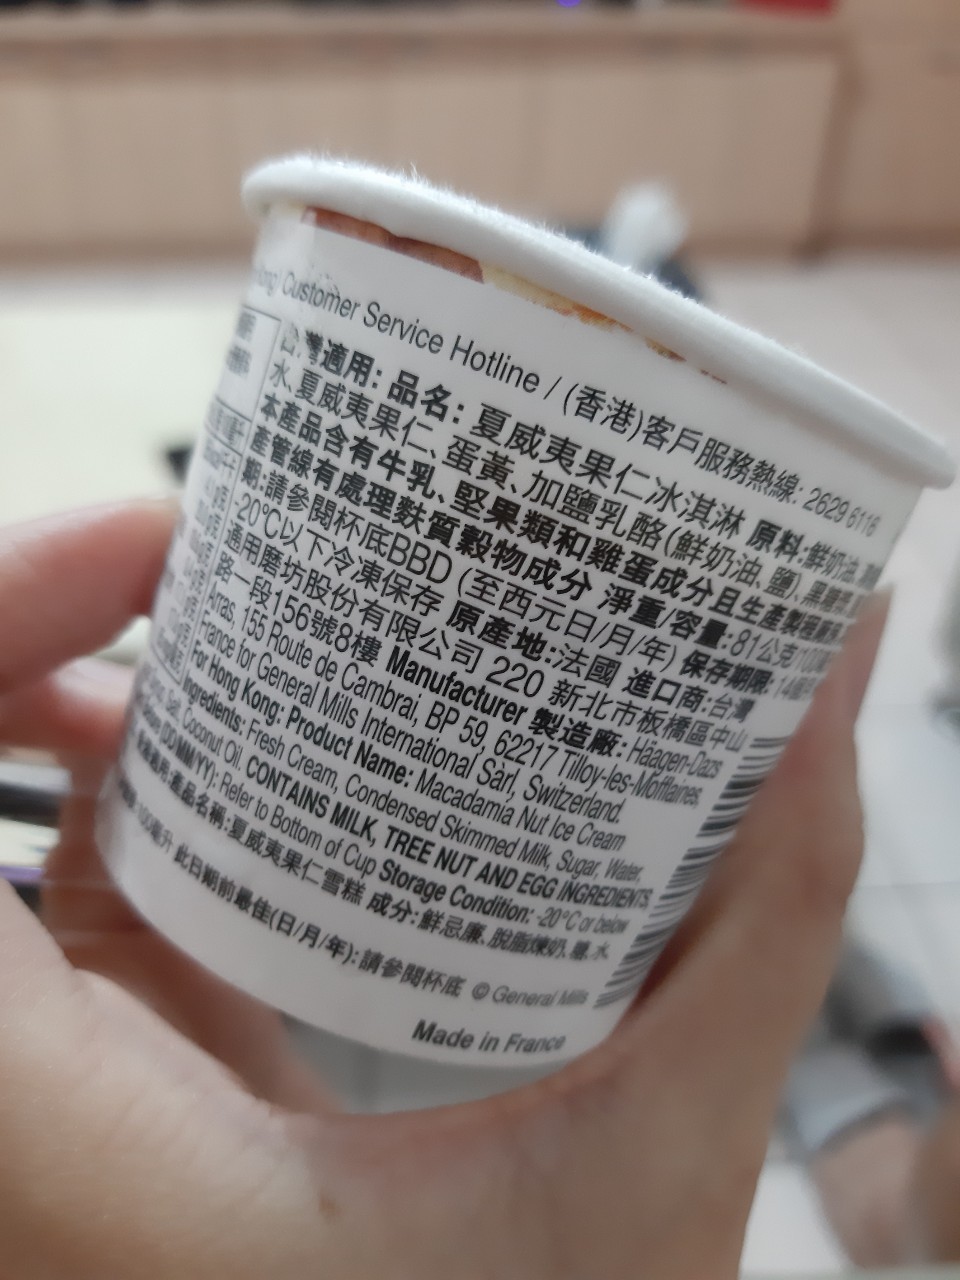 Customer Service Hotline / (香港)客戶服務熱線: 2629 6116
台灣適用: 品名: 夏威夷果仁冰淇淋 原料:鮮奶油、
水、夏威夷果仁、蛋黃、加鹽乳酪(鮮奶油、鹽)、黑糖
本產品含有牛乳、堅果類和雞蛋成分且生產製程廠
產管線有處理麩質穀物成分 淨重/容量:81公克/100
期:請參閱杯底BBD (至西元日/月/年) 保存期限: 14
-20°C以下冷凍保存 原產地:法國 進口商:台灣
通用磨坊股份有限公司 220 新北市板橋區中山
路一段156號8樓 Manufacturer 製造廠: Häagen-Dazs
Arras, 155 Route de Cambrai, BP 59, 62217 Tilloy-les-Mofflaines,
France for General Mills International Sàrl, Switzerland.
For Hong Kong: Product Name: Macadamia Nut Ice Cream
Ingredients: Fresh Cream, Condensed Skimmed Milk, Sugar, Water,
Salt, Coconut Oil. CONTAINS MILK, TREE NUT AND EGG INGREDIENTS
(DD/MM/YY): Refer to Bottom of Cup Storage Condition: -20°C or below
產品名稱:夏威夷果仁雪糕 成分:鮮忌廉、脫脂煉奶、糖、水
此日期前最佳(日/月/年):請參閱杯底 © General Mills
Made in France